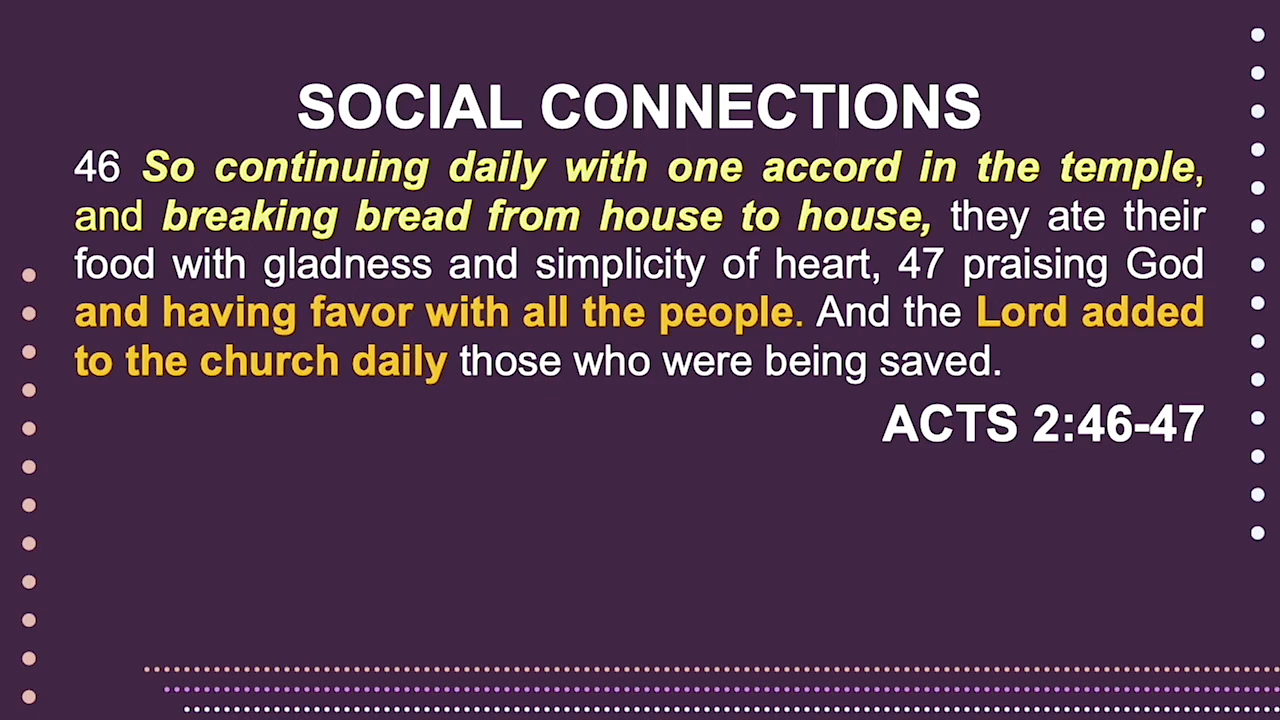 SOCIAL CONNECTIONS
46 So continuing daily with one accord in the temple,
and breaking bread from house to house, they ate their
food with gladness and simplicity of heart, 47 praising God
and having favor with all the people. And the Lord added
to the church daily those who were being saved.
ACTS 2:46-47